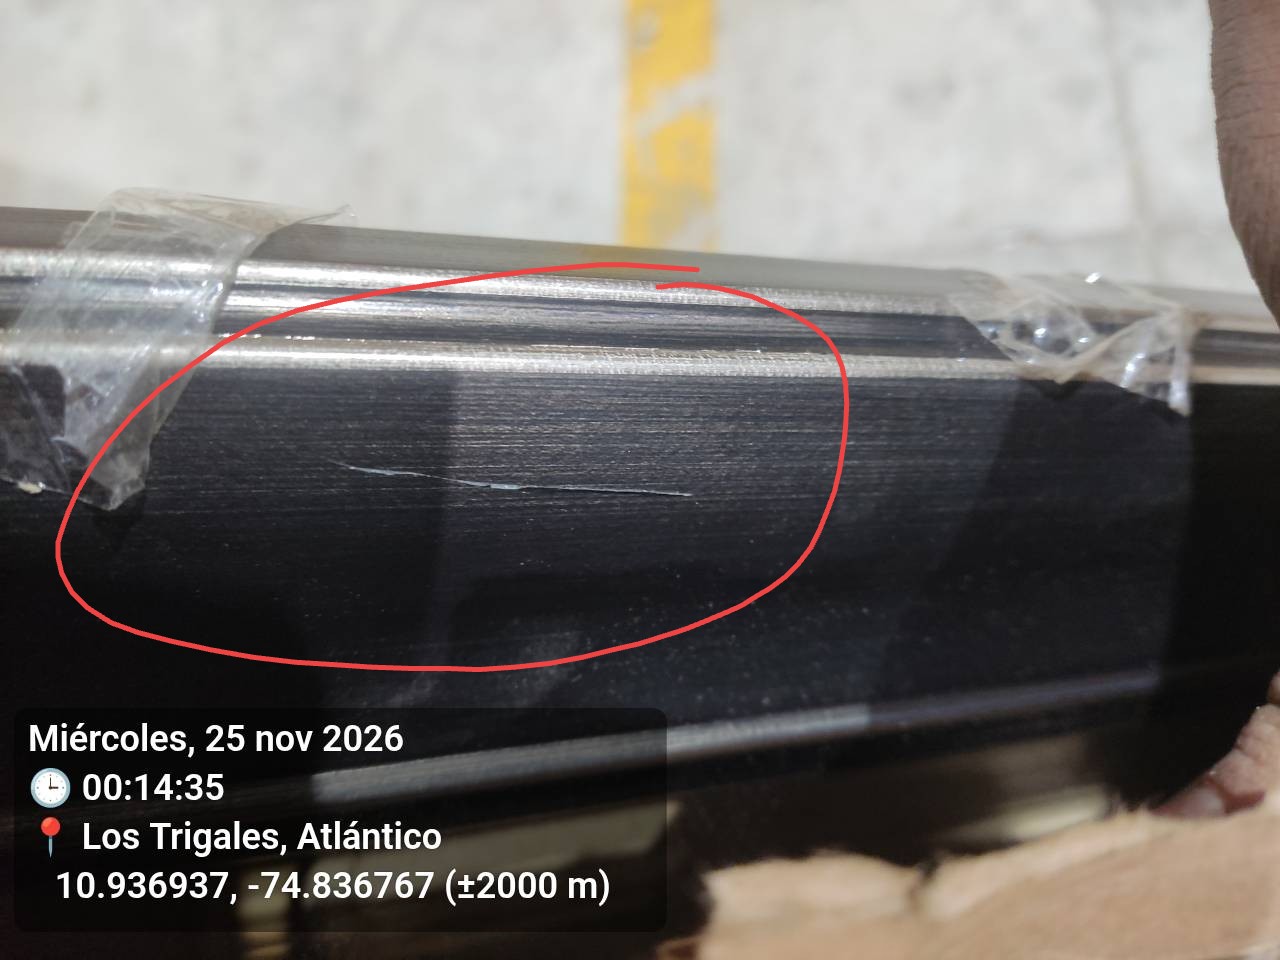 Miércoles, 25 nov 2026
00:14:35
Los Trigales, Atlántico
10.936937, -74.836767 (±2000 m)